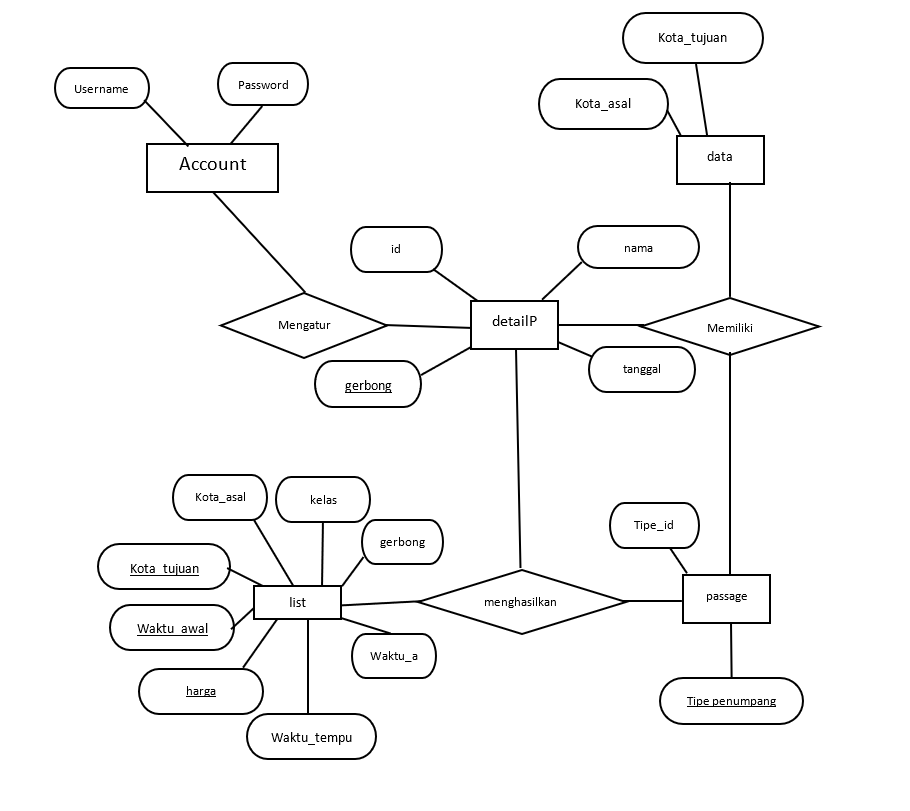 Kota_tujuan
Username
Password
Kota_asal
Account
data
id
nama
Mengatur
detailP
Memiliki
gerbong
tanggal
Kota_asal
kelas
gerbong
Tipe_id
Kota_tujuan
list
menghasilkan
passage
Waktu_awal
Waktu_a
harga
Tipe penumpang
Waktu_tempu